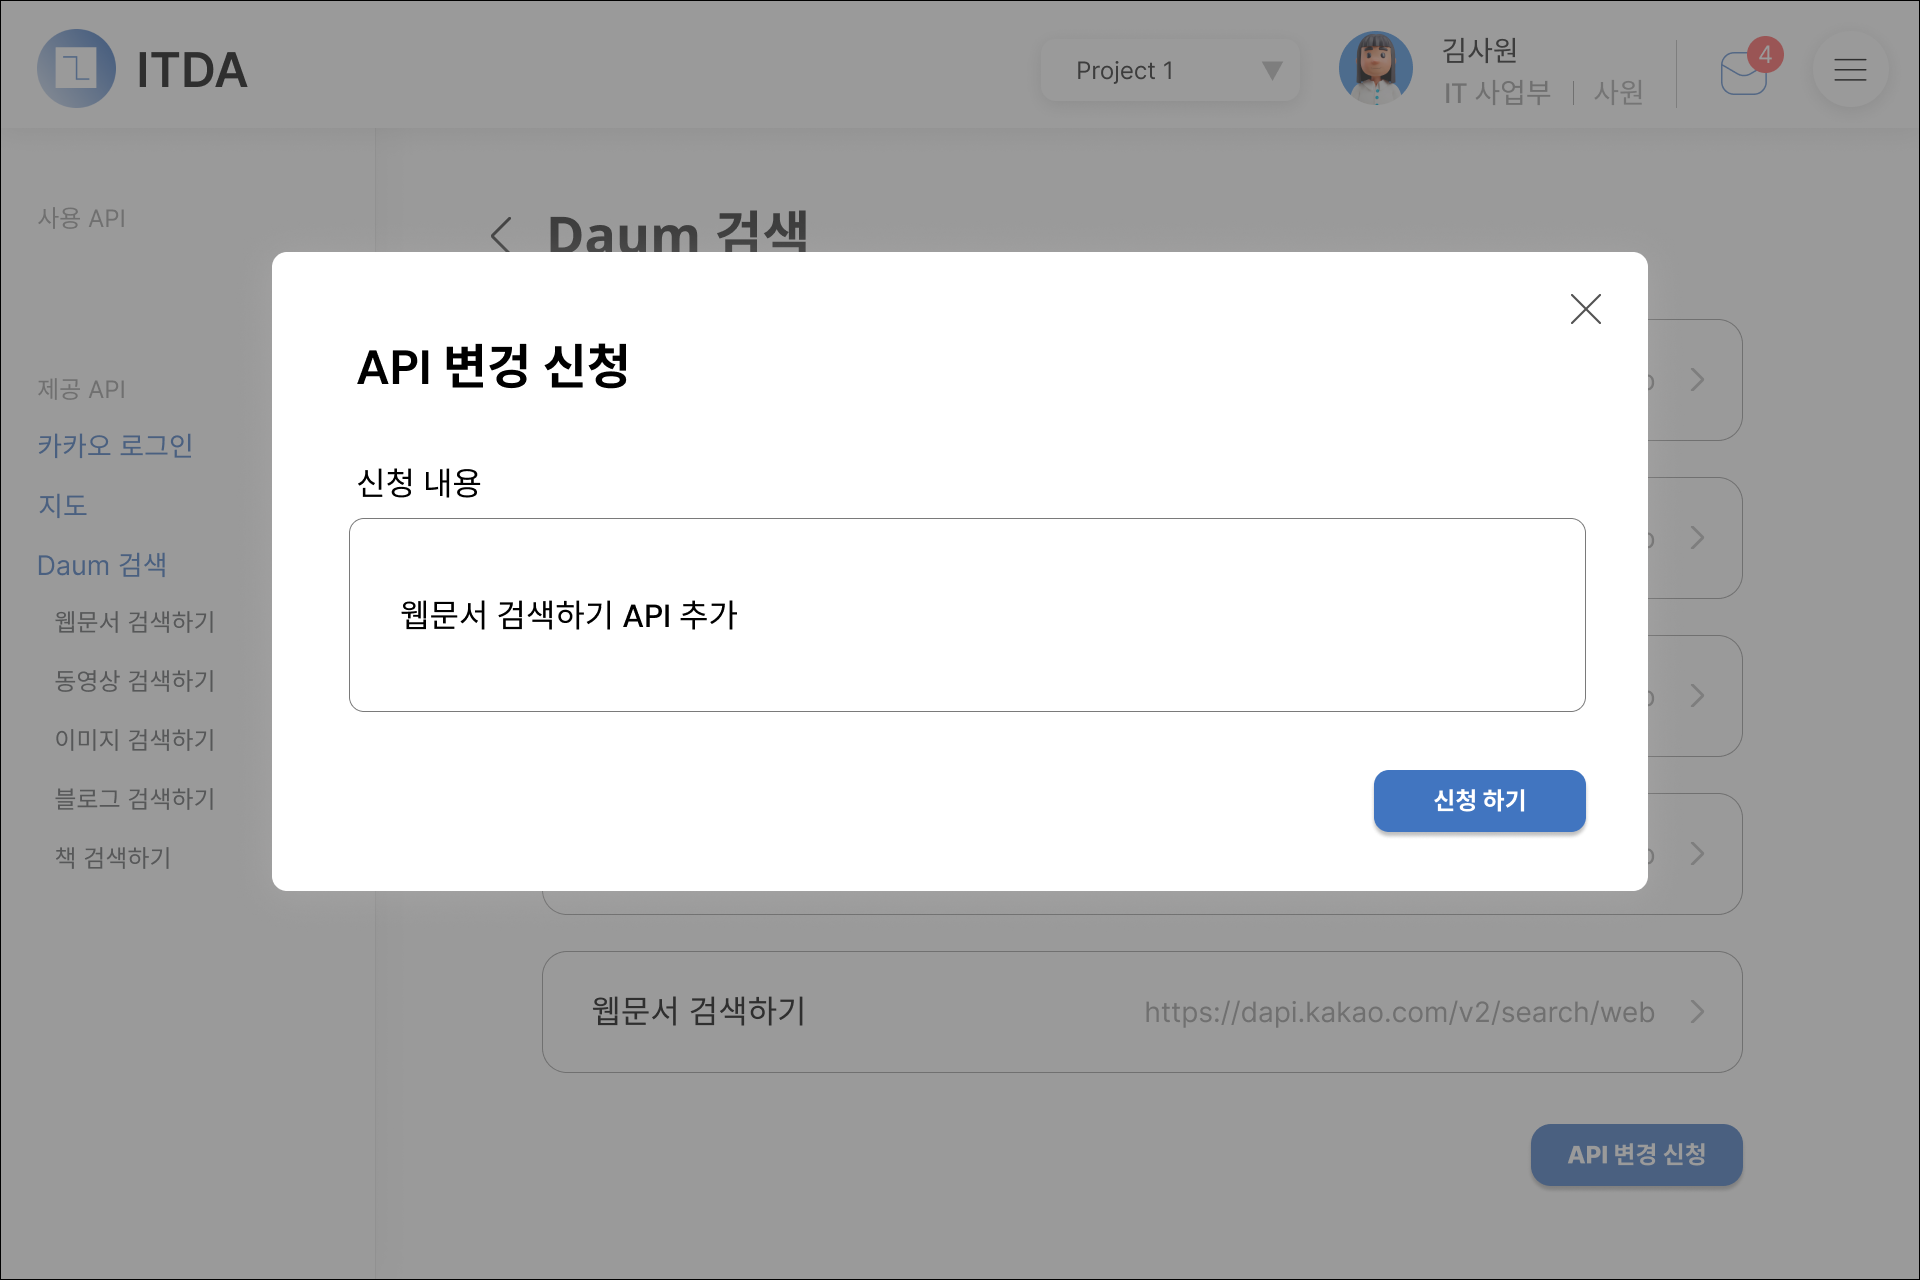 ITDA
Project 1
김사원
IT 사업부 사원
4
사용 API
제공 API
카카오 로그인
지도
Daum 검색
웹문서 검색하기
동영상 검색하기
이미지 검색하기
블로그 검색하기
책 검색하기
Daum 검색
API 변경 신청
신청 내용
웹문서 검색하기 API 추가
신청 하기
웹문서 검색하기 https://dapi.kakao.com/v2/search/web
API 변경 신청